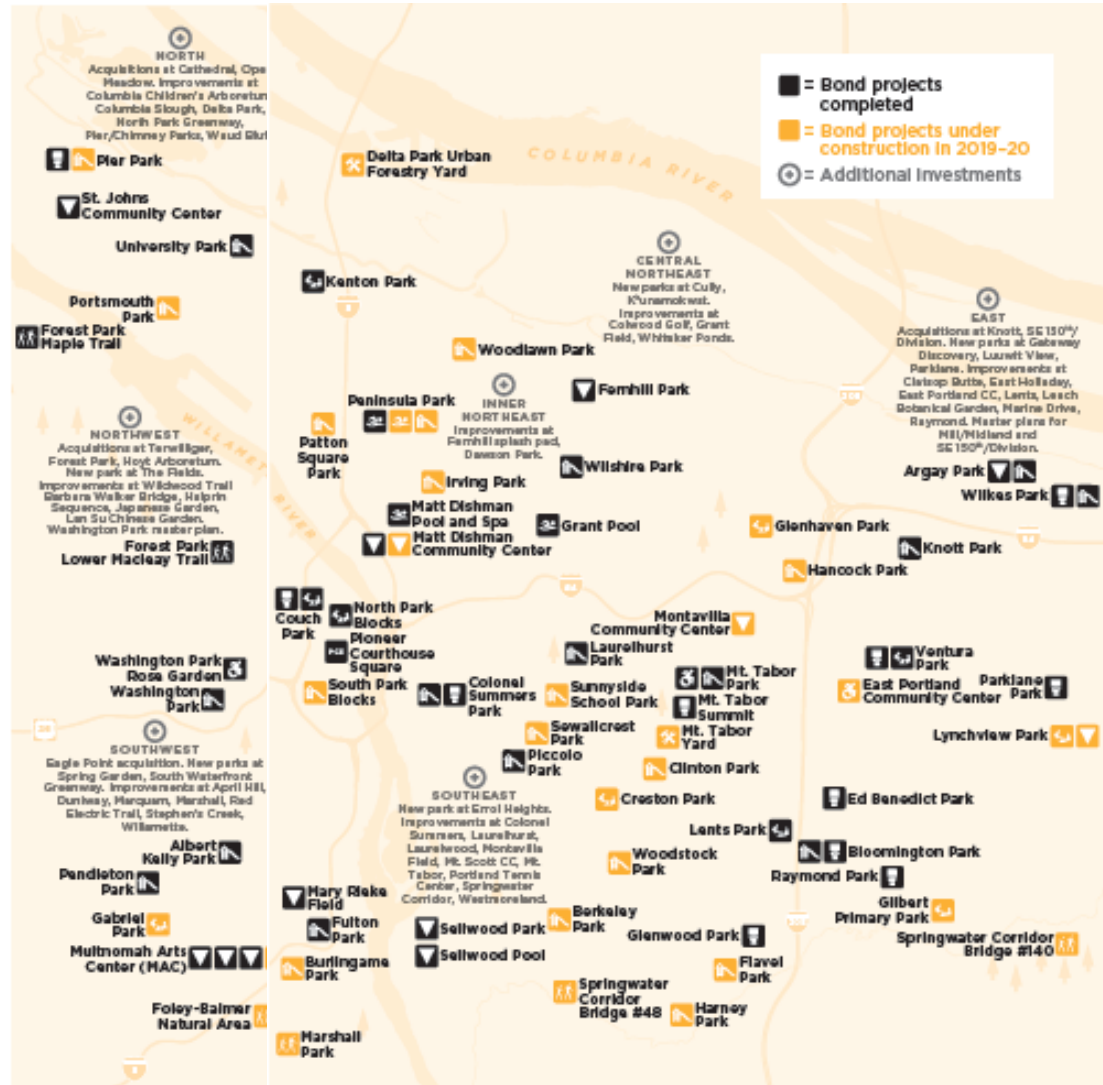 NORTH
Acquisitions at Cathedral, Ope
Meadow. Improvements at
Columbia Children's Arboretum
Columbia Slough, Delta Park,
North Park Greenway,
Pier/Chimney Parks, Waud Bluf
Pier Park
St. Johns
Community Center
University Park
Portsmouth
Park
Forest Park
Maple Trail
NORTHWEST
Acquisitions at Terwilliger,
Forest Park, Hoyt Arboretum.
New park at The Fields.
Improvements at Wildwood Trail
Barbara Walker Bridge, Halprin
Sequence, Japanese Garden,
Lan Su Chinese Garden.
Washington Park master plan.
Forest Park
Lower Macleay Trail
Washington Park
Rose Garden
Washington
Park
26
SOUTHWEST
Eagle Point acquisition. New parks at
Spring Garden, South Waterfront
Greenway. Improvements at April Hill,
Duniway, Marquam, Marshall, Red
Electric Trail, Stephen's Creek,
Willamette.
Albert
Kelly Park
Pendleton
Park
Gabriel
Park
Multnomah Arts
Center (MAC)
Foley-Balmer
Natural Area
= Bond projects
completed
= Bond projects under
construction in 2019–20
= Additional Investments
COLUMBIA RIVER
WILLAMET
RIVER
Delta Park Urban
Forestry Yard
Kenton Park
CENTRAL
NORTHEAST
New parks at Cully,
Kʰunamokwst.
Improvements at
Colwood Golf, Grant
Field, Whitaker Ponds.
EAST
Acquisitions at Knott, SE 150ᵗʰ/
Division. New parks at Gateway
Discovery, Luuwit View,
Parklane. Improvements at
Clatsop Butte, East Holladay,
East Portland CC, Lents, Leach
Botanical Garden, Marine Drive,
Raymond. Master plans for
Mill/Midland and
SE 150ᵗʰ/Division.
Woodlawn Park
Peninsula Park
INNER
NORTHEAST
Improvements at
Fernhill splash pad,
Dawson Park.
Fernhill Park
205
Patton
Square
Park
Wilshire Park
Argay Park
Wilkes Park
Irving Park
Matt Dishman
Pool and Spa
Matt Dishman
Community Center
Grant Pool
Glenhaven Park
Knott Park
84
Hancock Park
Couch
Park
North Park
Blocks
Pioneer
Courthouse
Square
PCS
South Park
Blocks
Colonel
Summers
Park
Montavilla
Community Center
Laurelhurst
Park
Sunnyside
School Park
Mt. Tabor
Park
Mt. Tabor
Summit
Mt. Tabor
Yard
Ventura
Park
East Portland
Community Center
Parklane
Park
Lynchview Park
Sewallcrest
Park
Piccolo
Park
Clinton Park
SOUTHEAST
New park at Errol Heights.
Improvements at Colonel
Summers, Laurelhurst,
Laurelwood, Montavilla
Field, Mt. Scott CC, Mt.
Tabor, Portland Tennis
Center, Springwater
Corridor, Westmoreland.
Creston Park
Ed Benedict Park
Lents Park
Woodstock
Park
Bloomington Park
Raymond Park
Mary Rieke
Field
Fulton
Park
Sellwood Park
Sellwood Pool
Berkeley
Park
Glenwood Park
Gilbert
Primary Park
Springwater Corridor
Bridge #140
Burlingame
Park
Flavel
Park
Springwater
Corridor
Bridge #48
Harney
Park
Marshall
Park